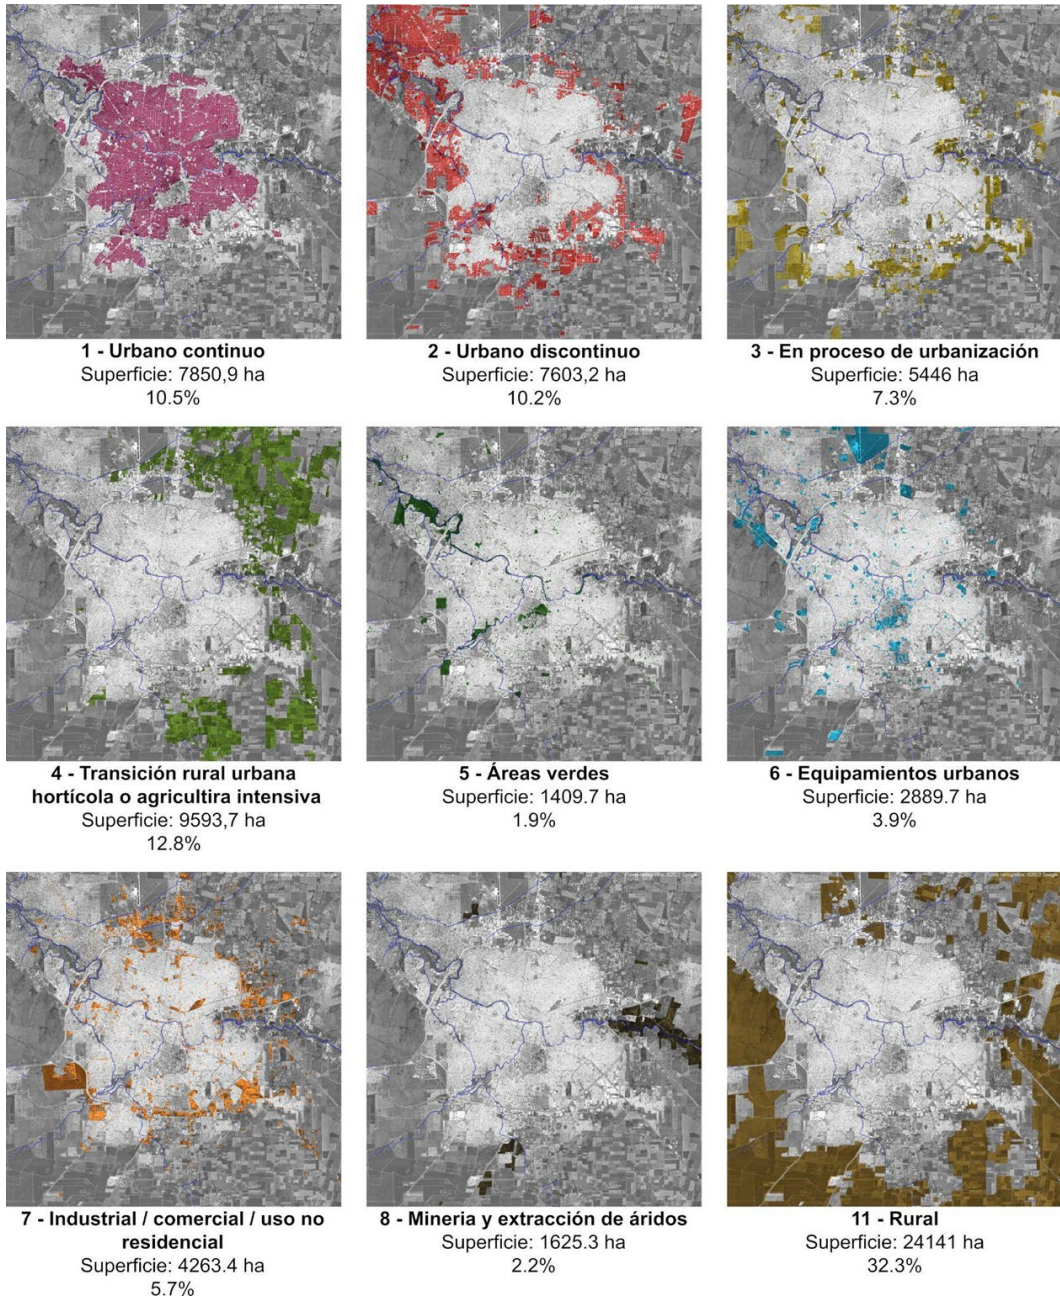 1 - Urbano continuo
Superficie: 7850,9 ha
10.5%
2 - Urbano discontinuo
Superficie: 7603,2 ha
10.2%
3 - En proceso de urbanización
Superficie: 5446 ha
7.3%
4 - Transición rural urbana
hortícola o agricultira intensiva
Superficie: 9593,7 ha
12.8%
5 - Áreas verdes
Superficie: 1409.7 ha
1.9%
6 - Equipamientos urbanos
Superficie: 2889.7 ha
3.9%
7 - Industrial / comercial / uso no
residencial
Superficie: 4263.4 ha
5.7%
8 - Mineria y extracción de áridos
Superficie: 1625.3 ha
2.2%
11 - Rural
Superficie: 24141 ha
32.3%